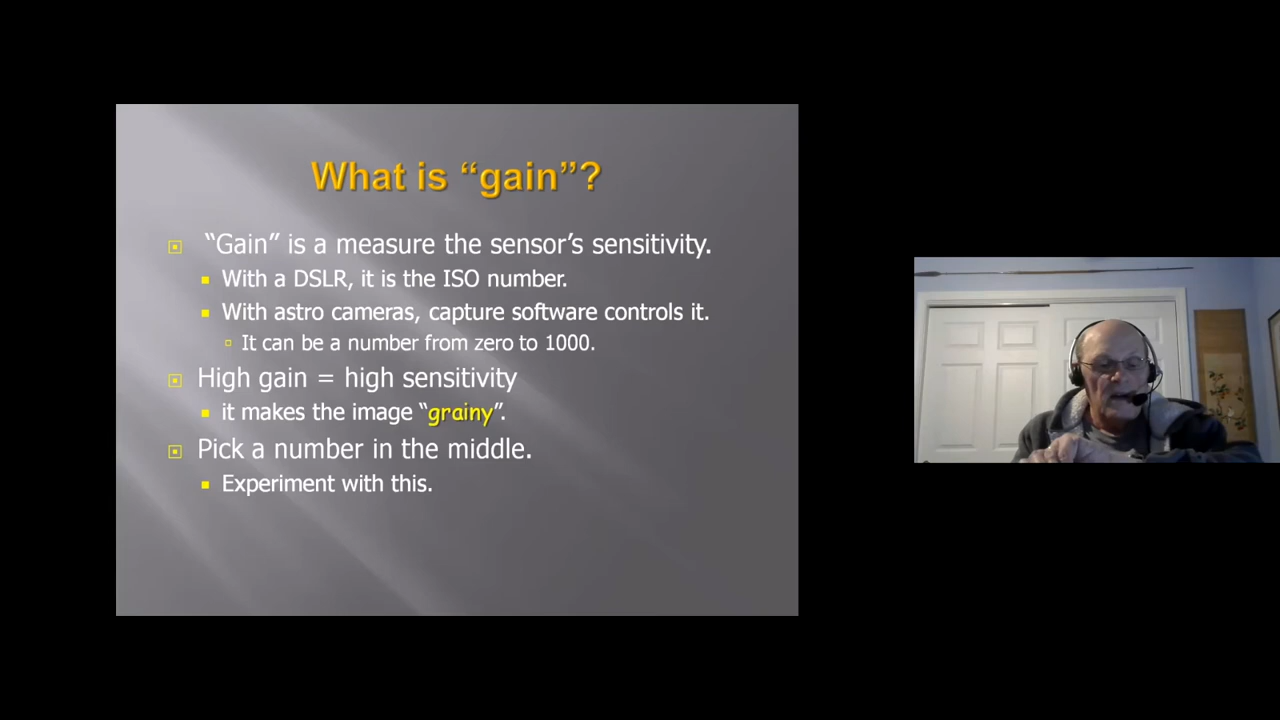 What is “gain”?
“Gain” is a measure the sensor’s sensitivity.
With a DSLR, it is the ISO number.
With astro cameras, capture software controls it.
It can be a number from zero to 1000.
High gain = high sensitivity
it makes the image “grainy”.
Pick a number in the middle.
Experiment with this.